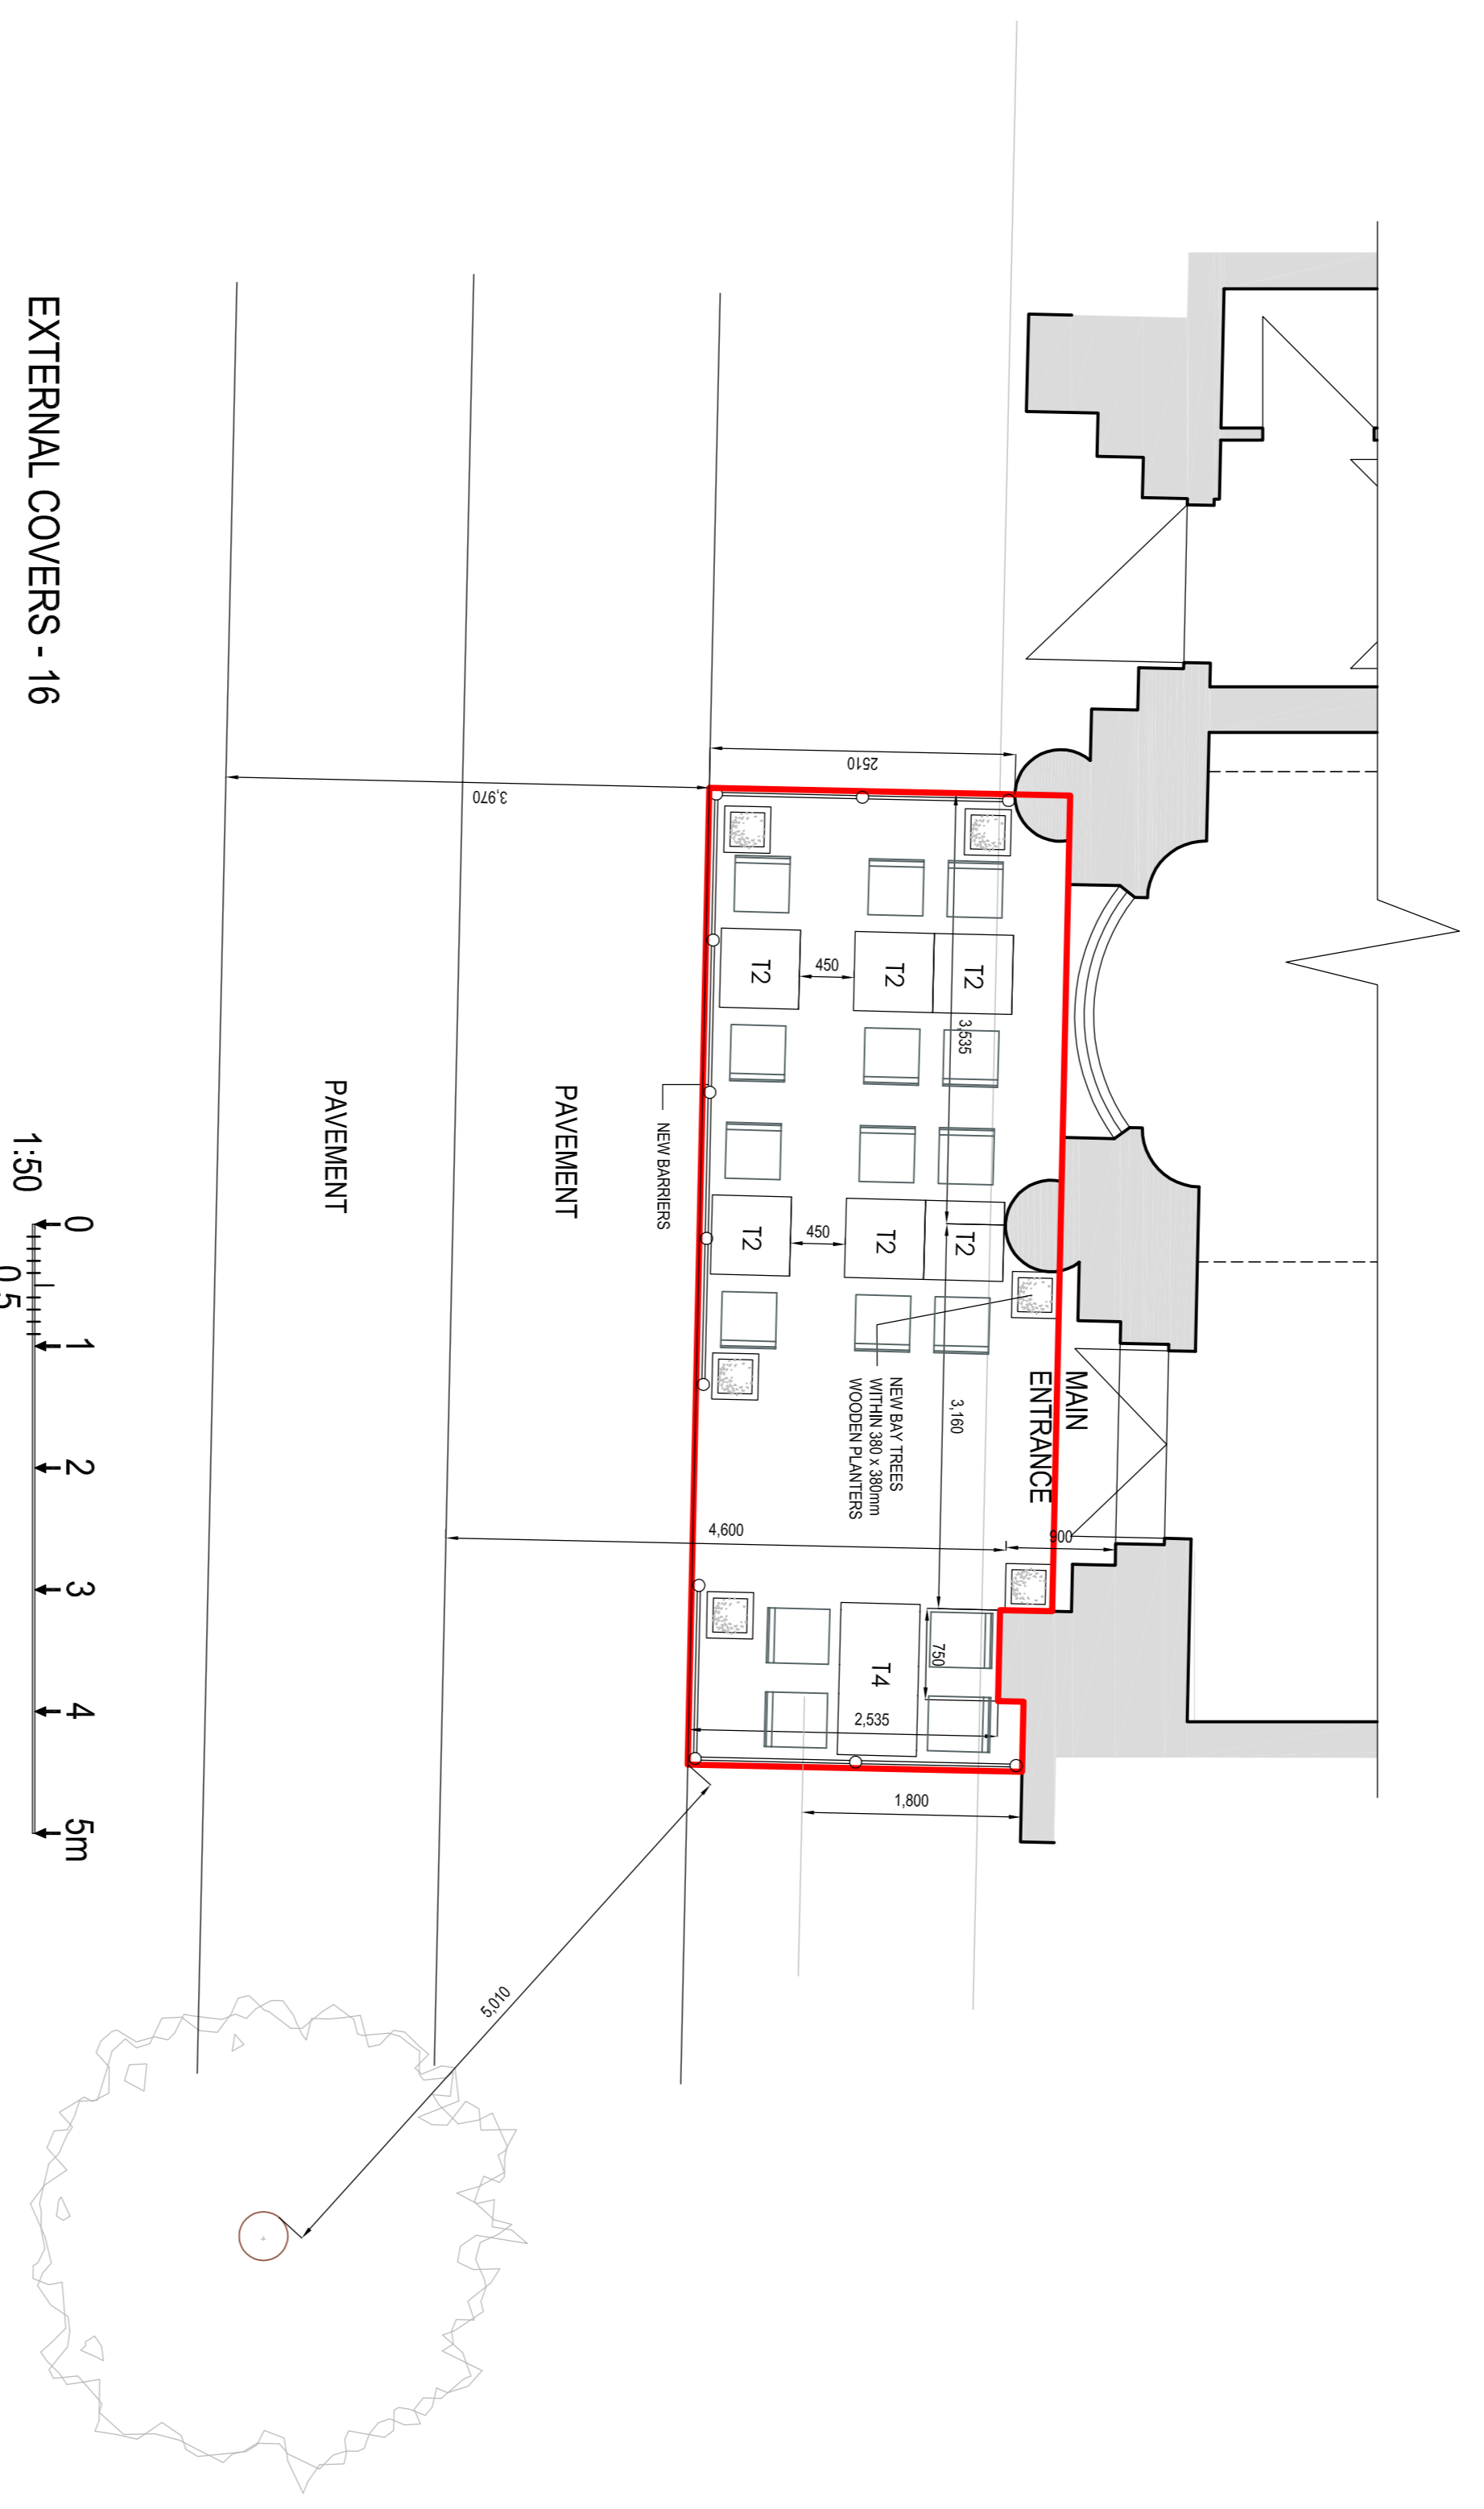 MAIN
ENTRANCE
2510
3,970
3,535
3,160
T2
T2
T2
450
T2
T2
T2
450
NEW BAY TREES
WITHIN 380 x 380mm
WOODEN PLANTERS
900
4,600
750
T4
2,535
1,800
5,010
NEW BARRIERS
PAVEMENT
PAVEMENT
EXTERNAL COVERS - 16
1:50
0
0.5
1
2
3
4
5m